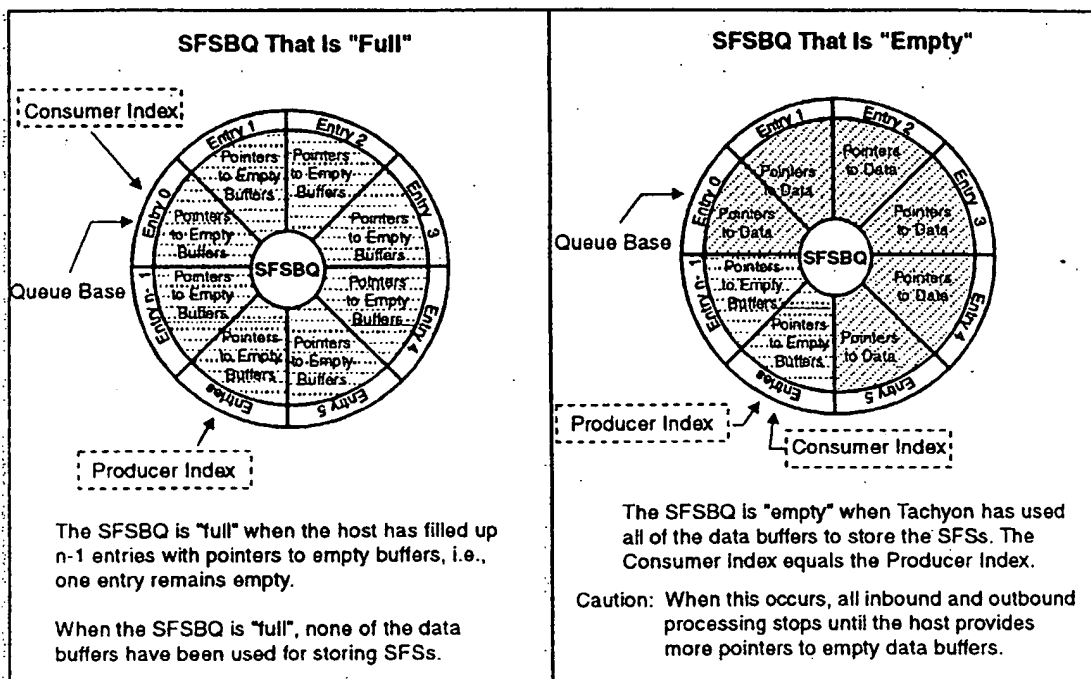 SFSBQ That Is "Full"
Consumer Index
Queue Base
Entry 0
Entry 1
Entry 2
Entry 3
Entry 4
Entry 5
Entries
Entry n-1
Pointers
to Empty
Buffers
Pointers
to Empty
Buffers
Pointers
to Empty
Buffers
Pointers
to Empty
Buffers
Pointers
to Empty
Buffers
Pointers
to Empty
Buffers
Pointers
to Empty
Buffers
Pointers
to Empty
Buffers
SFSBQ
Producer Index
The SFSBQ is "full" when the host has filled up
n-1 entries with pointers to empty buffers, i.e.,
one entry remains empty.
When the SFSBQ is "full", none of the data
buffers have been used for storing SFSs.
SFSBQ That Is "Empty"
Queue Base
Entry 0
Entry 1
Entry 2
Entry 3
Entry 4
Entry 5
Entries
Entry n-1
Pointers
to Data
Pointers
to Data
Pointers
to Data
Pointers
to Data
Pointers
to Data
Pointers
to Data
Pointers
to Empty
Buffers
Pointers
to Empty
Buffers
SFSBQ
Producer Index
Consumer Index
The SFSBQ is "empty" when Tachyon has used
all of the data buffers to store the SFSs. The
Consumer Index equals the Producer Index.
Caution: When this occurs, all inbound and outbound
processing stops until the host provides
more pointers to empty data buffers.